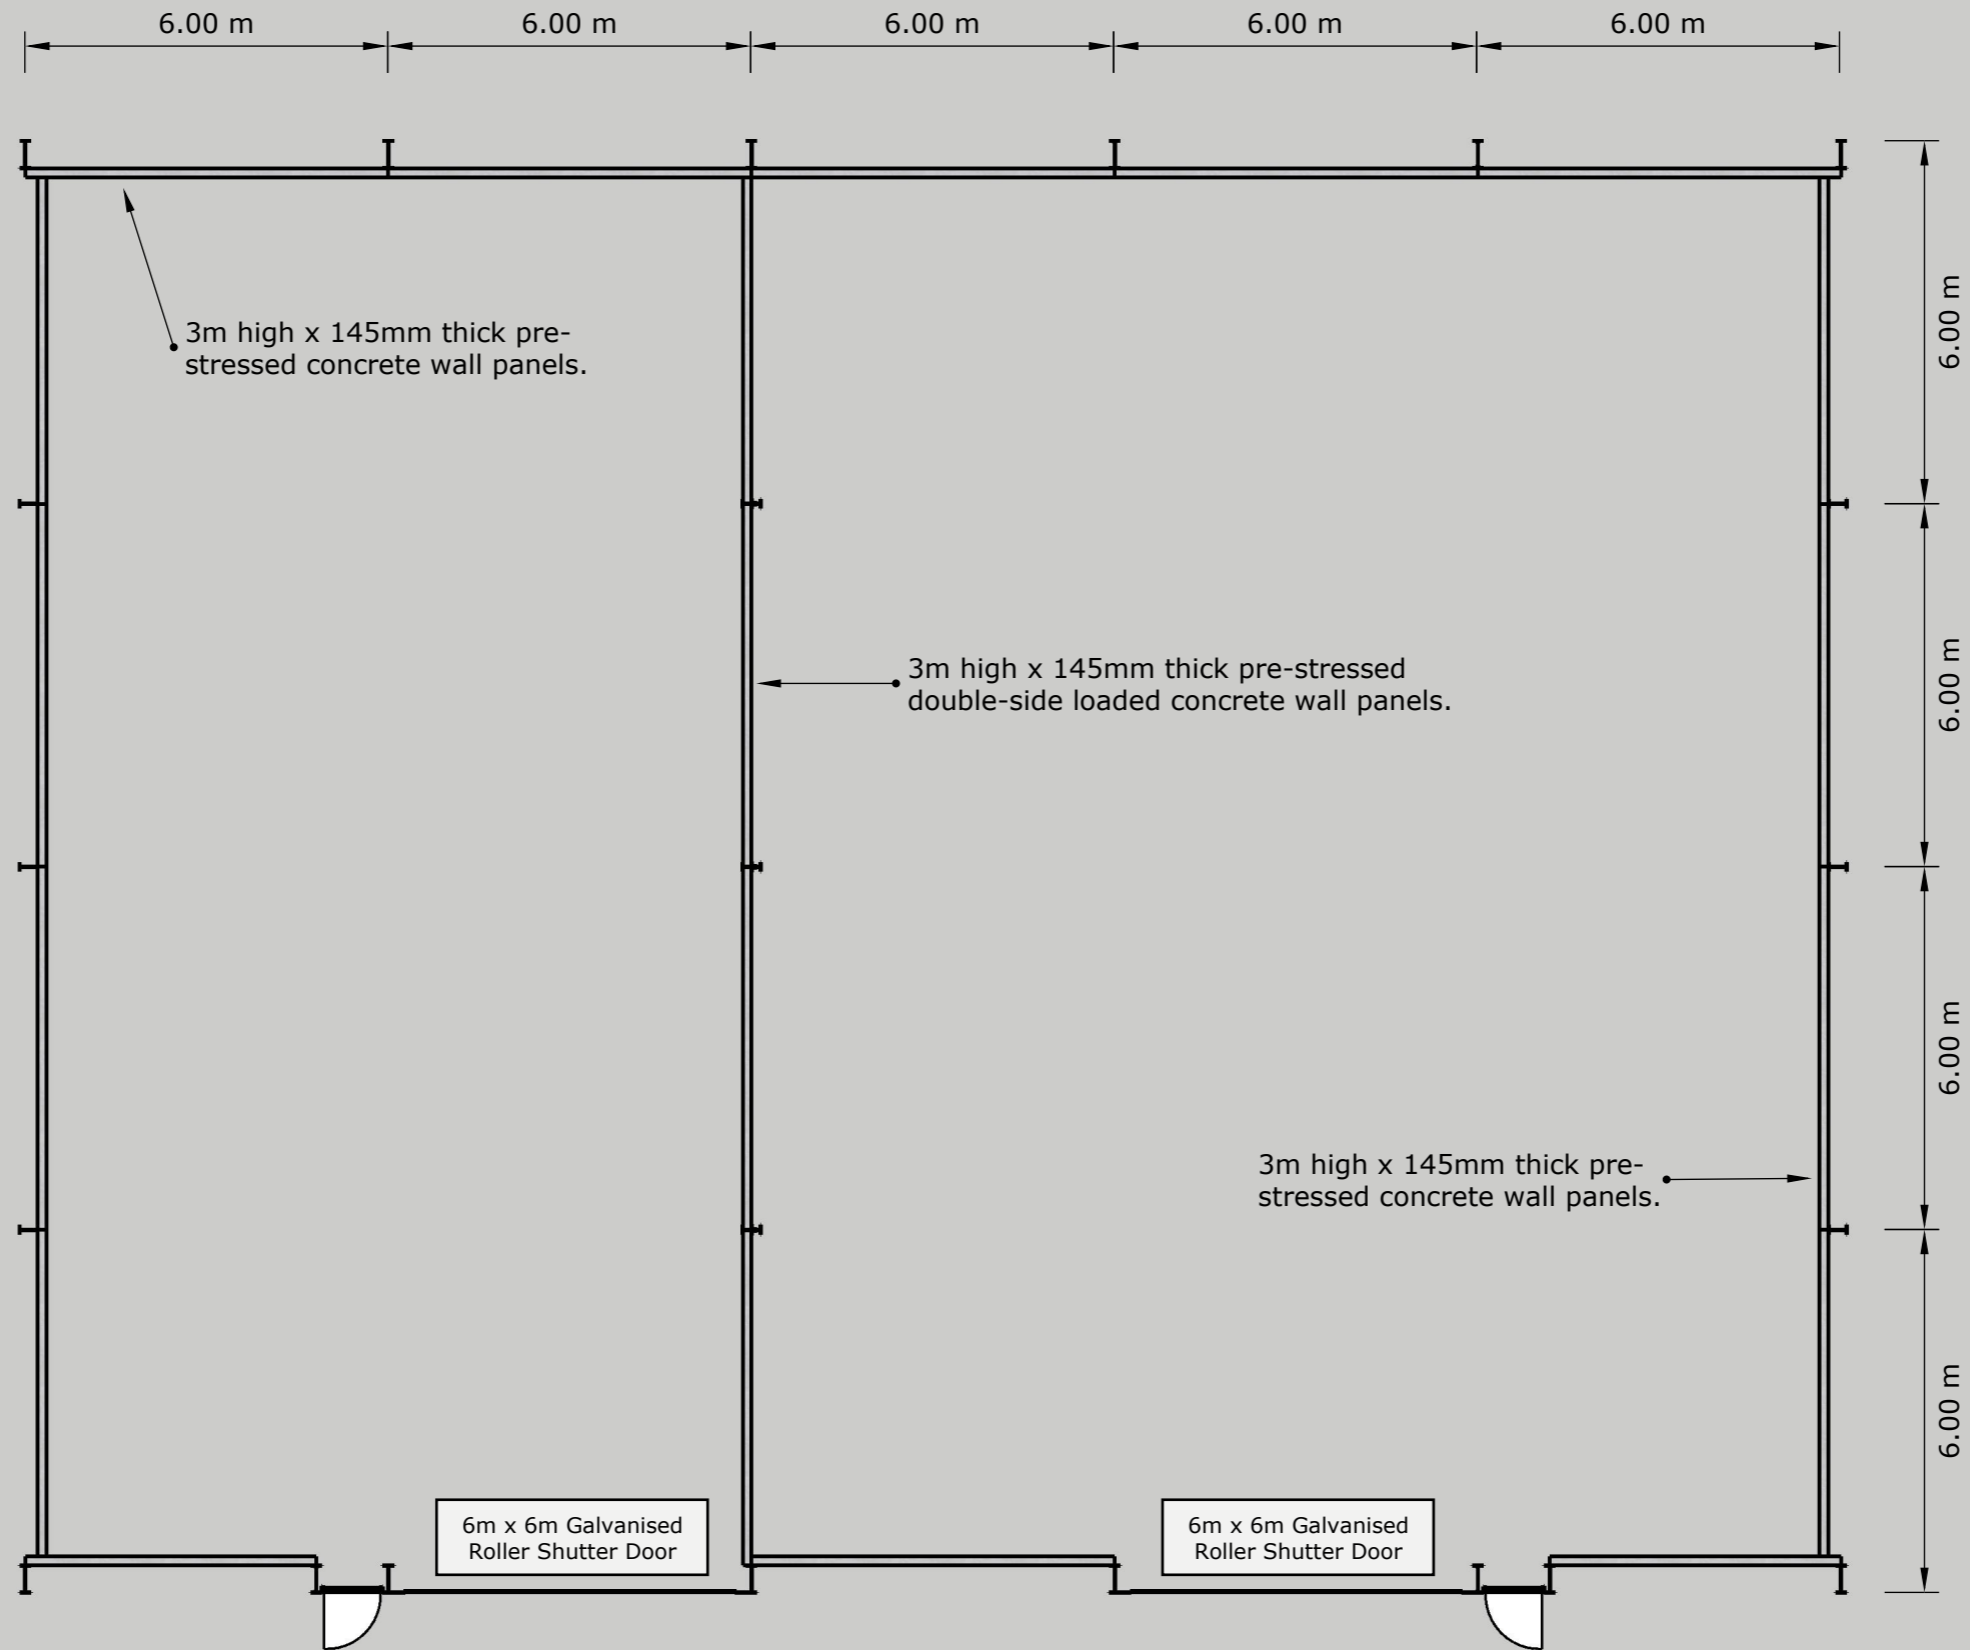 6.00 m
6.00 m
6.00 m
6.00 m
6.00 m
6.00 m
3m high x 145mm thick pre-
stressed concrete wall panels.
3m high x 145mm thick pre-stressed
double-side loaded concrete wall panels.
6.00 m
6.00 m
3m high x 145mm thick pre-
stressed concrete wall panels.
6.00 m
6m x 6m Galvanised
Roller Shutter Door
6m x 6m Galvanised
Roller Shutter Door